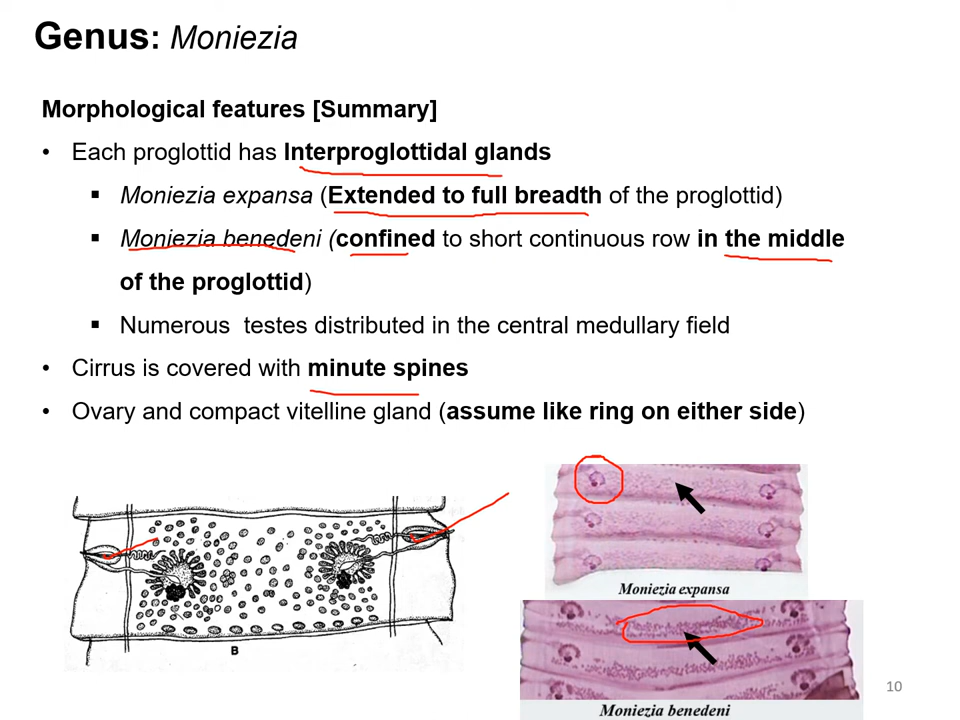 Genus: Moniezia
Morphological features [Summary]
• Each proglottid has Interproglottidal glands
▪ Moniezia expansa (Extended to full breadth of the proglottid)
▪ Moniezia benedeni (confined to short continuous row in the middle
of the proglottid)
▪ Numerous testes distributed in the central medullary field
• Cirrus is covered with minute spines
• Ovary and compact vitelline gland (assume like ring on either side)
Moniezia expansa
B
10
Moniezia benedeni